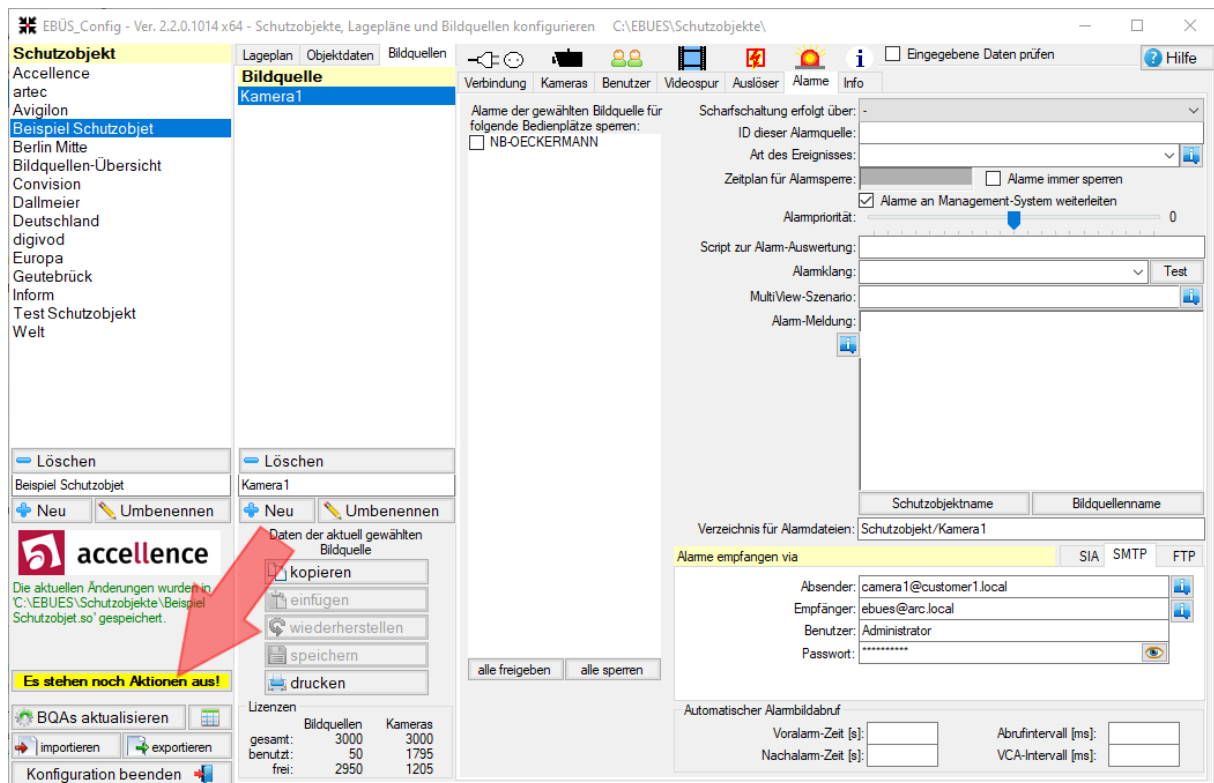 EBÜS_Config - Ver. 2.2.0.1014 x64 - Schutzobjekte, Lagepläne und Bildquellen konfigurieren C:\EBUES\Schutzobjekte\
Schutzobjekt
Accellence
artec
Avigilon
Beispiel Schutzobjet
Berlin Mitte
Bildquellen-Übersicht
Convision
Dallmeier
Deutschland
digivod
Europa
Geutebrück
Inform
Test Schutzobjekt
Welt
Löschen
Beispiel Schutzobjet
Neu Umbenennen
accellence
Die aktuellen Änderungen wurden in
'C:\EBUES\Schutzobjekte\Beispiel
Schutzobjet.so' gespeichert.
Es stehen noch Aktionen aus!
BQAs aktualisieren
importieren exportieren
Konfiguration beenden
Lageplan Objektdaten Bildquellen
Bildquelle
Kamera1
Löschen
Kamera1
Neu Umbenennen
Daten der aktuell gewählten
Bildquelle
kopieren
einfügen
wiederherstellen
speichern
drucken
Lizenzen
Bildquellen Kameras
gesamt: 3000 3000
benutzt: 50 1795
frei: 2950 1205
Eingegebene Daten prüfen Hilfe
Verbindung Kameras Benutzer Videospur Auslöser Alarme Info
Alarme der gewählten Bildquelle für
folgende Bedienplätze sperren:
NB-OECKERMANN
alle freigeben alle sperren
Scharfschaltung erfolgt über: -
ID dieser Alarmquelle:
Art des Ereignisses:
Zeitplan für Alarmsperre: Alarme immer sperren
Alarme an Management-System weiterleiten
Alarmpriorität: 0
Script zur Alarm-Auswertung:
Alarmklang: Test
MultiView-Szenario:
Alarm-Meldung:
Schutzobjektname Bildquellenname
Verzeichnis für Alarmdateien: Schutzobjekt/Kamera1
Alarme empfangen via SIA SMTP FTP
Absender: camera1@customer1.local
Empfänger: ebues@arc.local
Benutzer: Administrator
Passwort: **********
Automatischer Alarmbildabruf
Voralarm-Zeit [s]: Abrufintervall [ms]:
Nachalarm-Zeit [s]: VCA-Intervall [ms]: